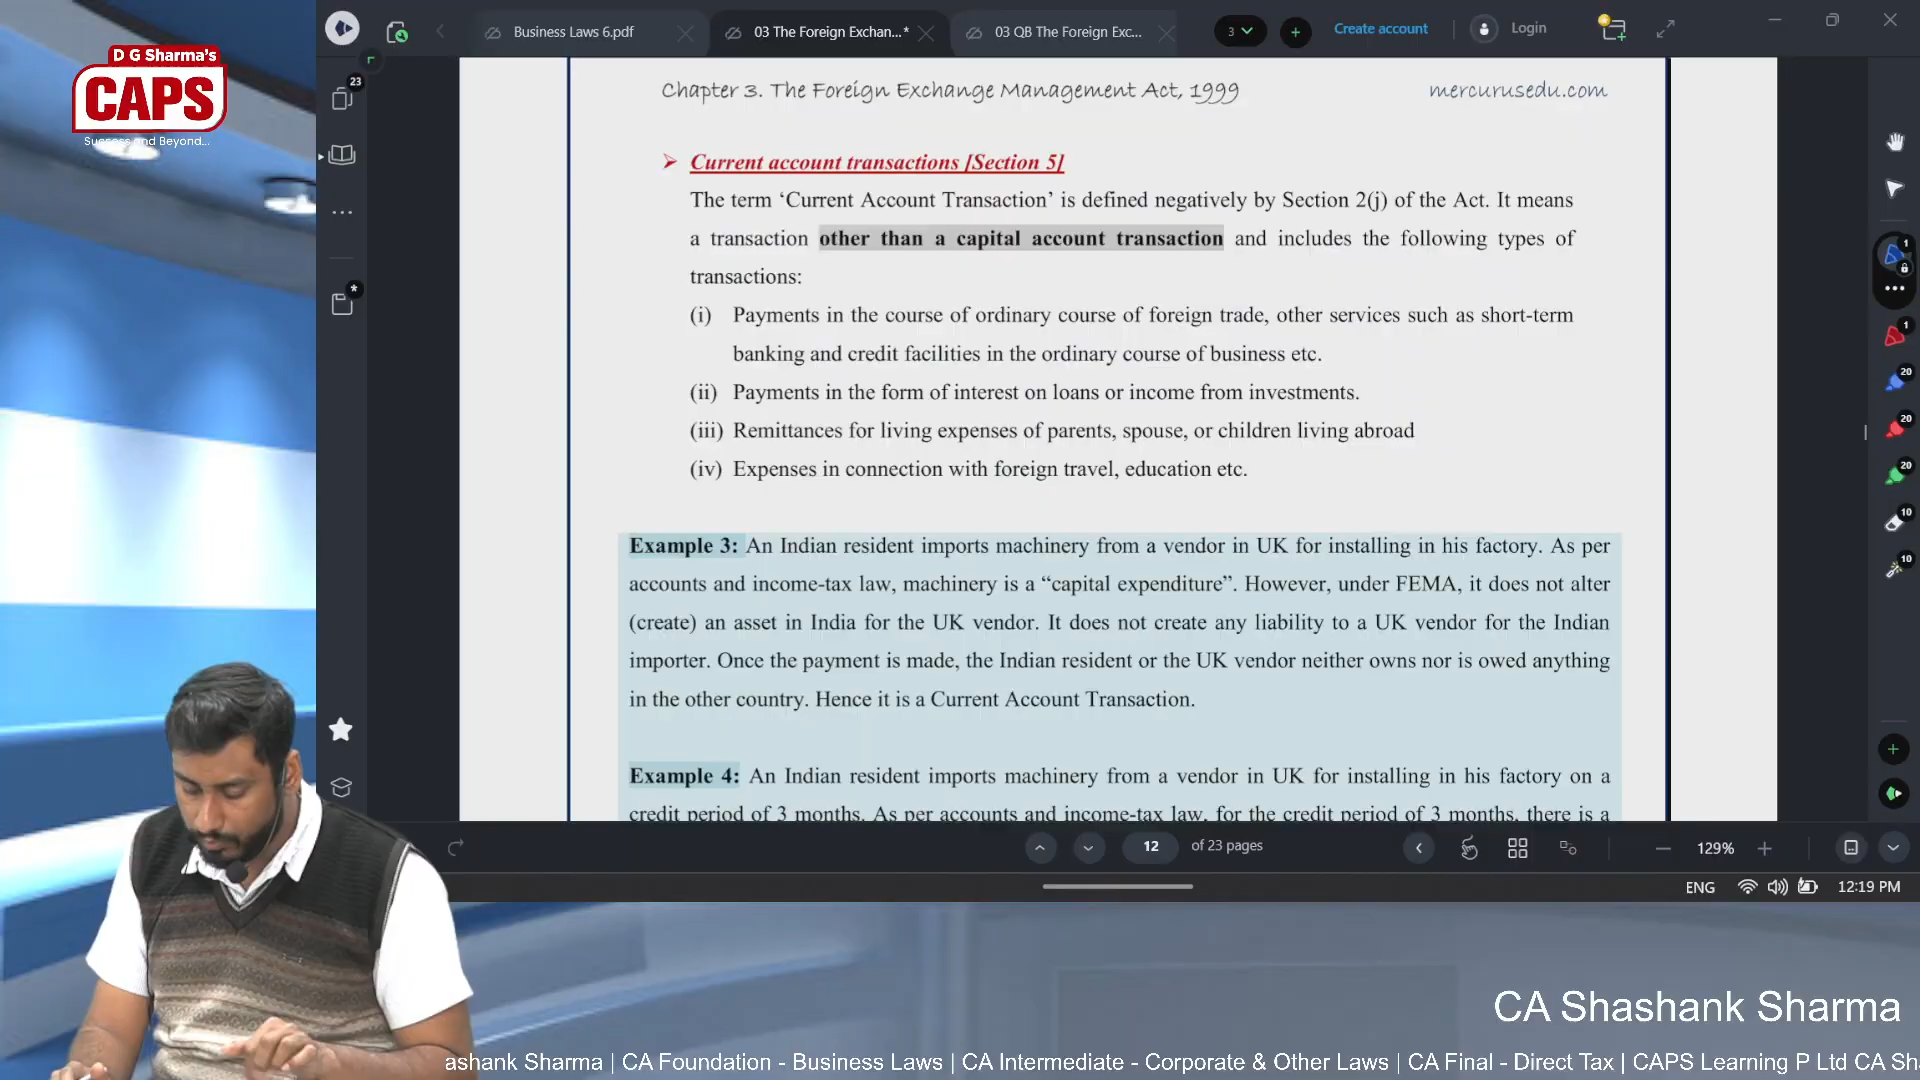 D G Sharma's
CAPS
Success and Beyond...
Business Laws 6.pdf
03 The Foreign Exchan...*
03 QB The Foreign Exc...
3
Create account
Login
23
Chapter 3. The Foreign Exchange Management Act, 1999
mercurusedu.com
➢ Current account transactions [Section 5]
The term ‘Current Account Transaction’ is defined negatively by Section 2(j) of the Act. It means
a transaction other than a capital account transaction and includes the following types of
transactions:
(i) Payments in the course of ordinary course of foreign trade, other services such as short-term
banking and credit facilities in the ordinary course of business etc.
(ii) Payments in the form of interest on loans or income from investments.
(iii) Remittances for living expenses of parents, spouse, or children living abroad
(iv) Expenses in connection with foreign travel, education etc.
Example 3: An Indian resident imports machinery from a vendor in UK for installing in his factory. As per
accounts and income-tax law, machinery is a “capital expenditure”. However, under FEMA, it does not alter
(create) an asset in India for the UK vendor. It does not create any liability to a UK vendor for the Indian
importer. Once the payment is made, the Indian resident or the UK vendor neither owns nor is owed anything
in the other country. Hence it is a Current Account Transaction.
Example 4: An Indian resident imports machinery from a vendor in UK for installing in his factory on a
credit period of 3 months. As per accounts and income-tax law, for the credit period of 3 months, there is a
1
1
20
20
20
10
10
12 of 23 pages
129%
ENG
12:19 PM
CA Shashank Sharma
ashank Sharma | CA Foundation - Business Laws | CA Intermediate - Corporate & Other Laws | CA Final - Direct Tax | CAPS Learning P Ltd CA Sh